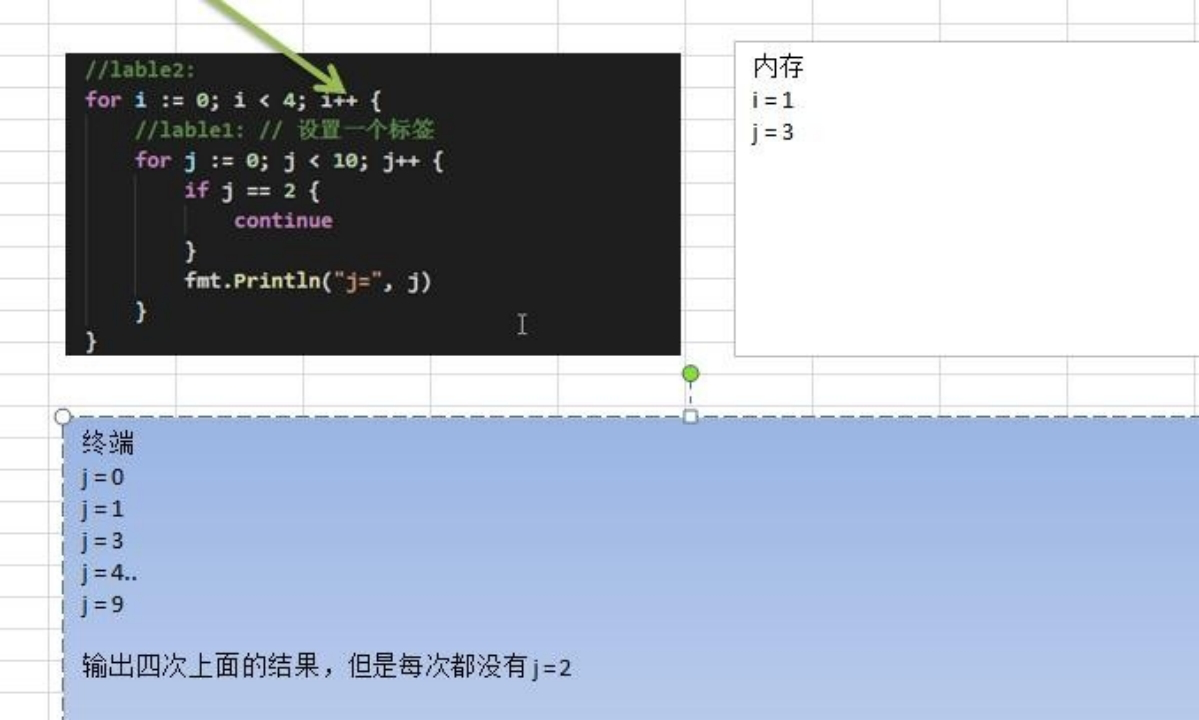 //lable2:
for i := 0; i < 4; i++ {
//lable1: // 设置一个标签
for j := 0; j < 10; j++ {
if j == 2 {
continue
}
fmt.Println("j=", j)
}
}
内存
i = 1
j = 3
终端
j = 0
j = 1
j = 3
j = 4..
j = 9
输出四次上面的结果，但是每次都没有 j = 2